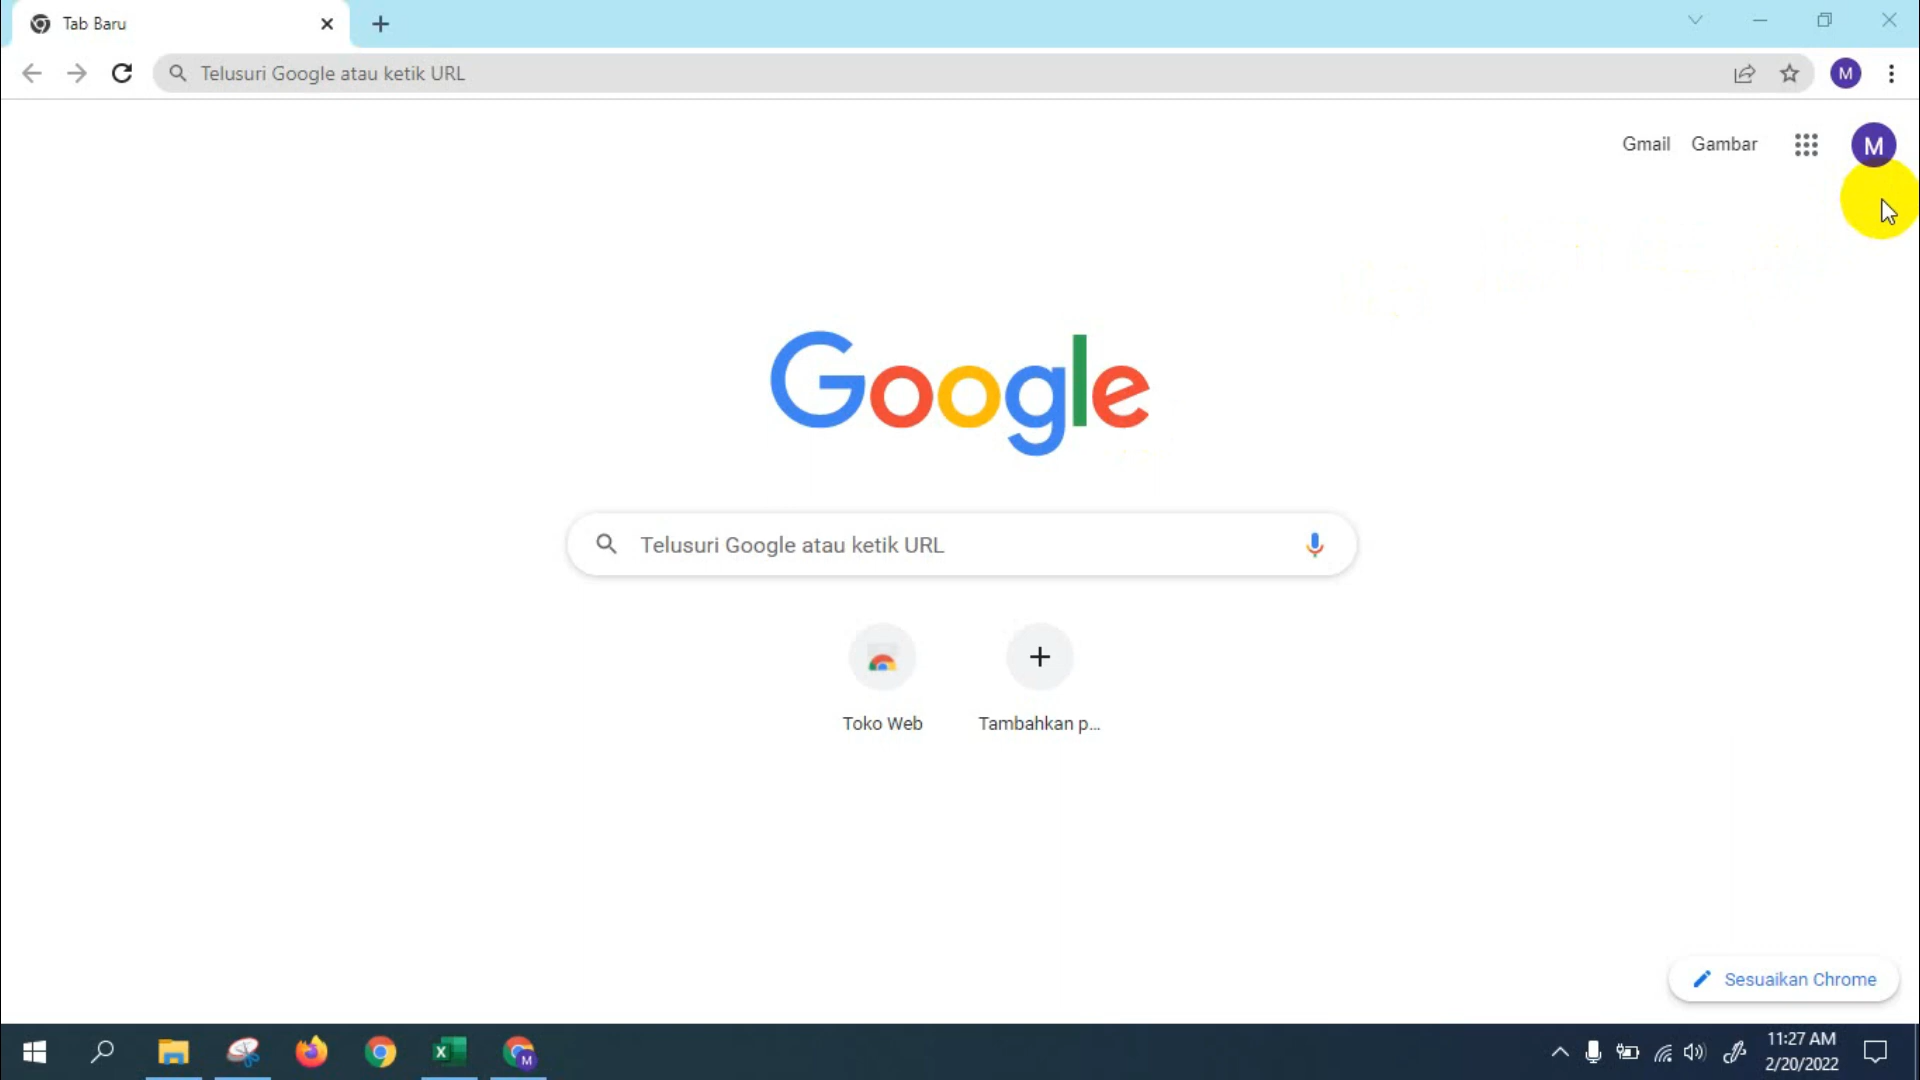 Tab Baru
Telusuri Google atau ketik URL
M
Gmail Gambar
M
Google
Telusuri Google atau ketik URL
Toko Web Tambahkan p...
Sesuaikan Chrome
X
M
11:27 AM
2/20/2022